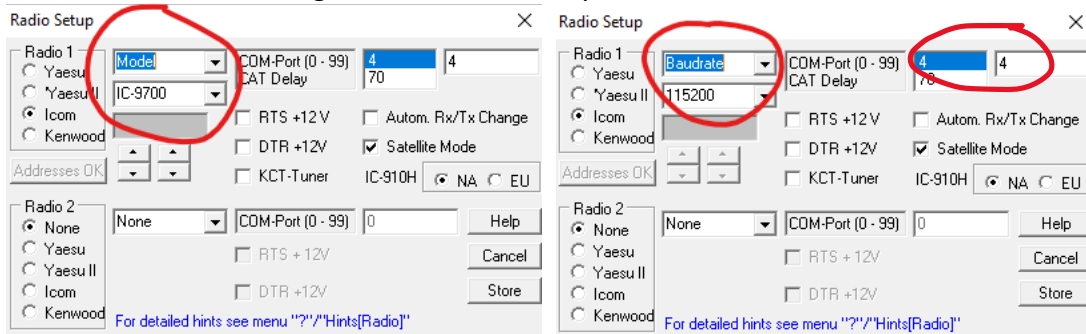 Radio Setup
Radio 1
Yaesu
Yaesu II
Icom
Kenwood
Model
IC-9700
COM-Port (0 - 99)
CAT Delay
4
4
70
RTS +12 V
Autom. Rx/Tx Change
DTR +12V
Satellite Mode
KCT-Tuner
IC-910H
NA
EU
Addresses OK
Radio 2
None
Yaesu
Yaesu II
Icom
Kenwood
None
COM-Port (0 - 99)
0
Help
RTS + 12V
Cancel
DTR +12V
Store
For detailed hints see menu "?"/"Hints[Radio]"
Radio Setup
Radio 1
Yaesu
Yaesu II
Icom
Kenwood
Baudrate
115200
COM-Port (0 - 99)
CAT Delay
4
4
70
RTS +12 V
Autom. Rx/Tx Change
DTR +12V
Satellite Mode
KCT-Tuner
IC-910H
NA
EU
Addresses OK
Radio 2
None
Yaesu
Yaesu II
Icom
Kenwood
None
COM-Port (0 - 99)
0
Help
RTS + 12V
Cancel
DTR +12V
Store
For detailed hints see menu "?"/"Hints[Radio]"